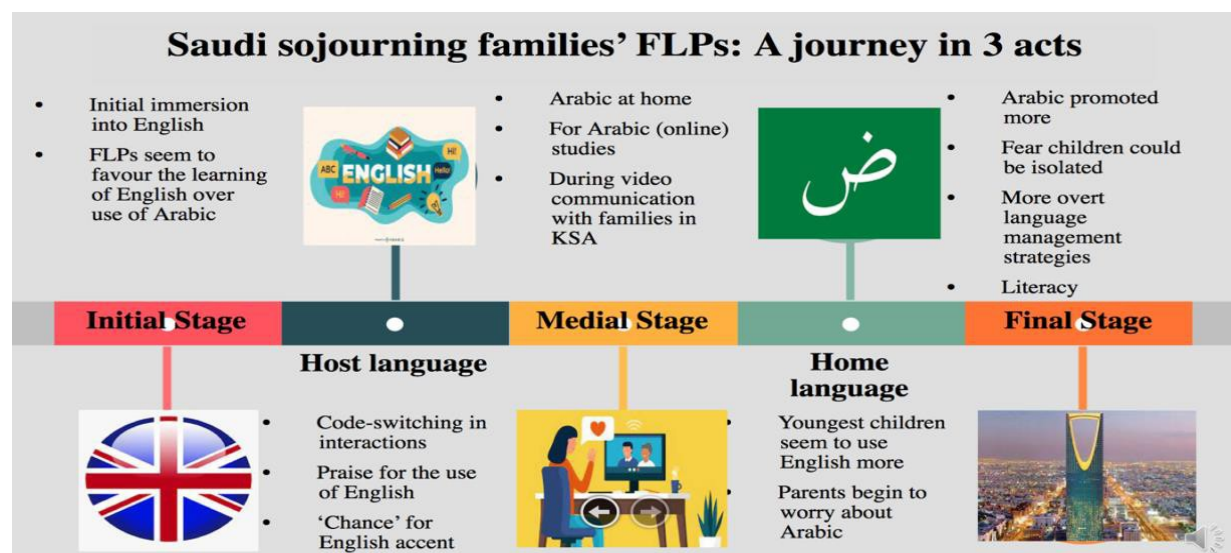 Saudi sojourning families' FLPs: A journey in 3 acts
• Initial immersion
into English
• FLPs seem to
favour the learning
of English over
use of Arabic
ABC
ENGLISH
Hi!
Hello!
Hi!
• Arabic at home
• For Arabic (online)
studies
• During video
communication
with families in
KSA
ض
• Arabic promoted
more
• Fear children could
be isolated
• More overt
language
management
strategies
• Literacy
Initial Stage
Medial Stage
Final Stage
Host language
• Code-switching in
interactions
• Praise for the use
of English
• 'Chance' for
English accent
Home
language
• Youngest children
seem to use
English more
• Parents begin to
worry about
Arabic